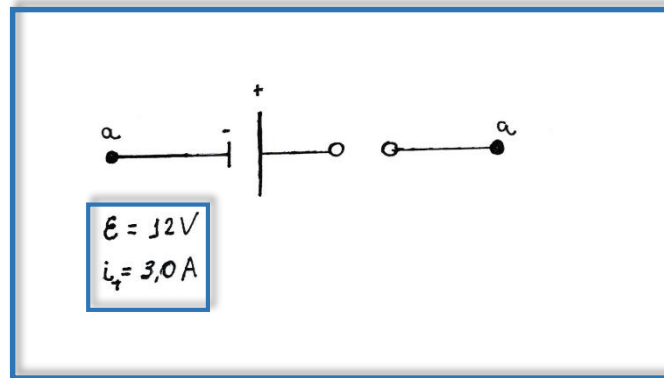 +
a - a
ε = 12V
i₁ = 3,0 A